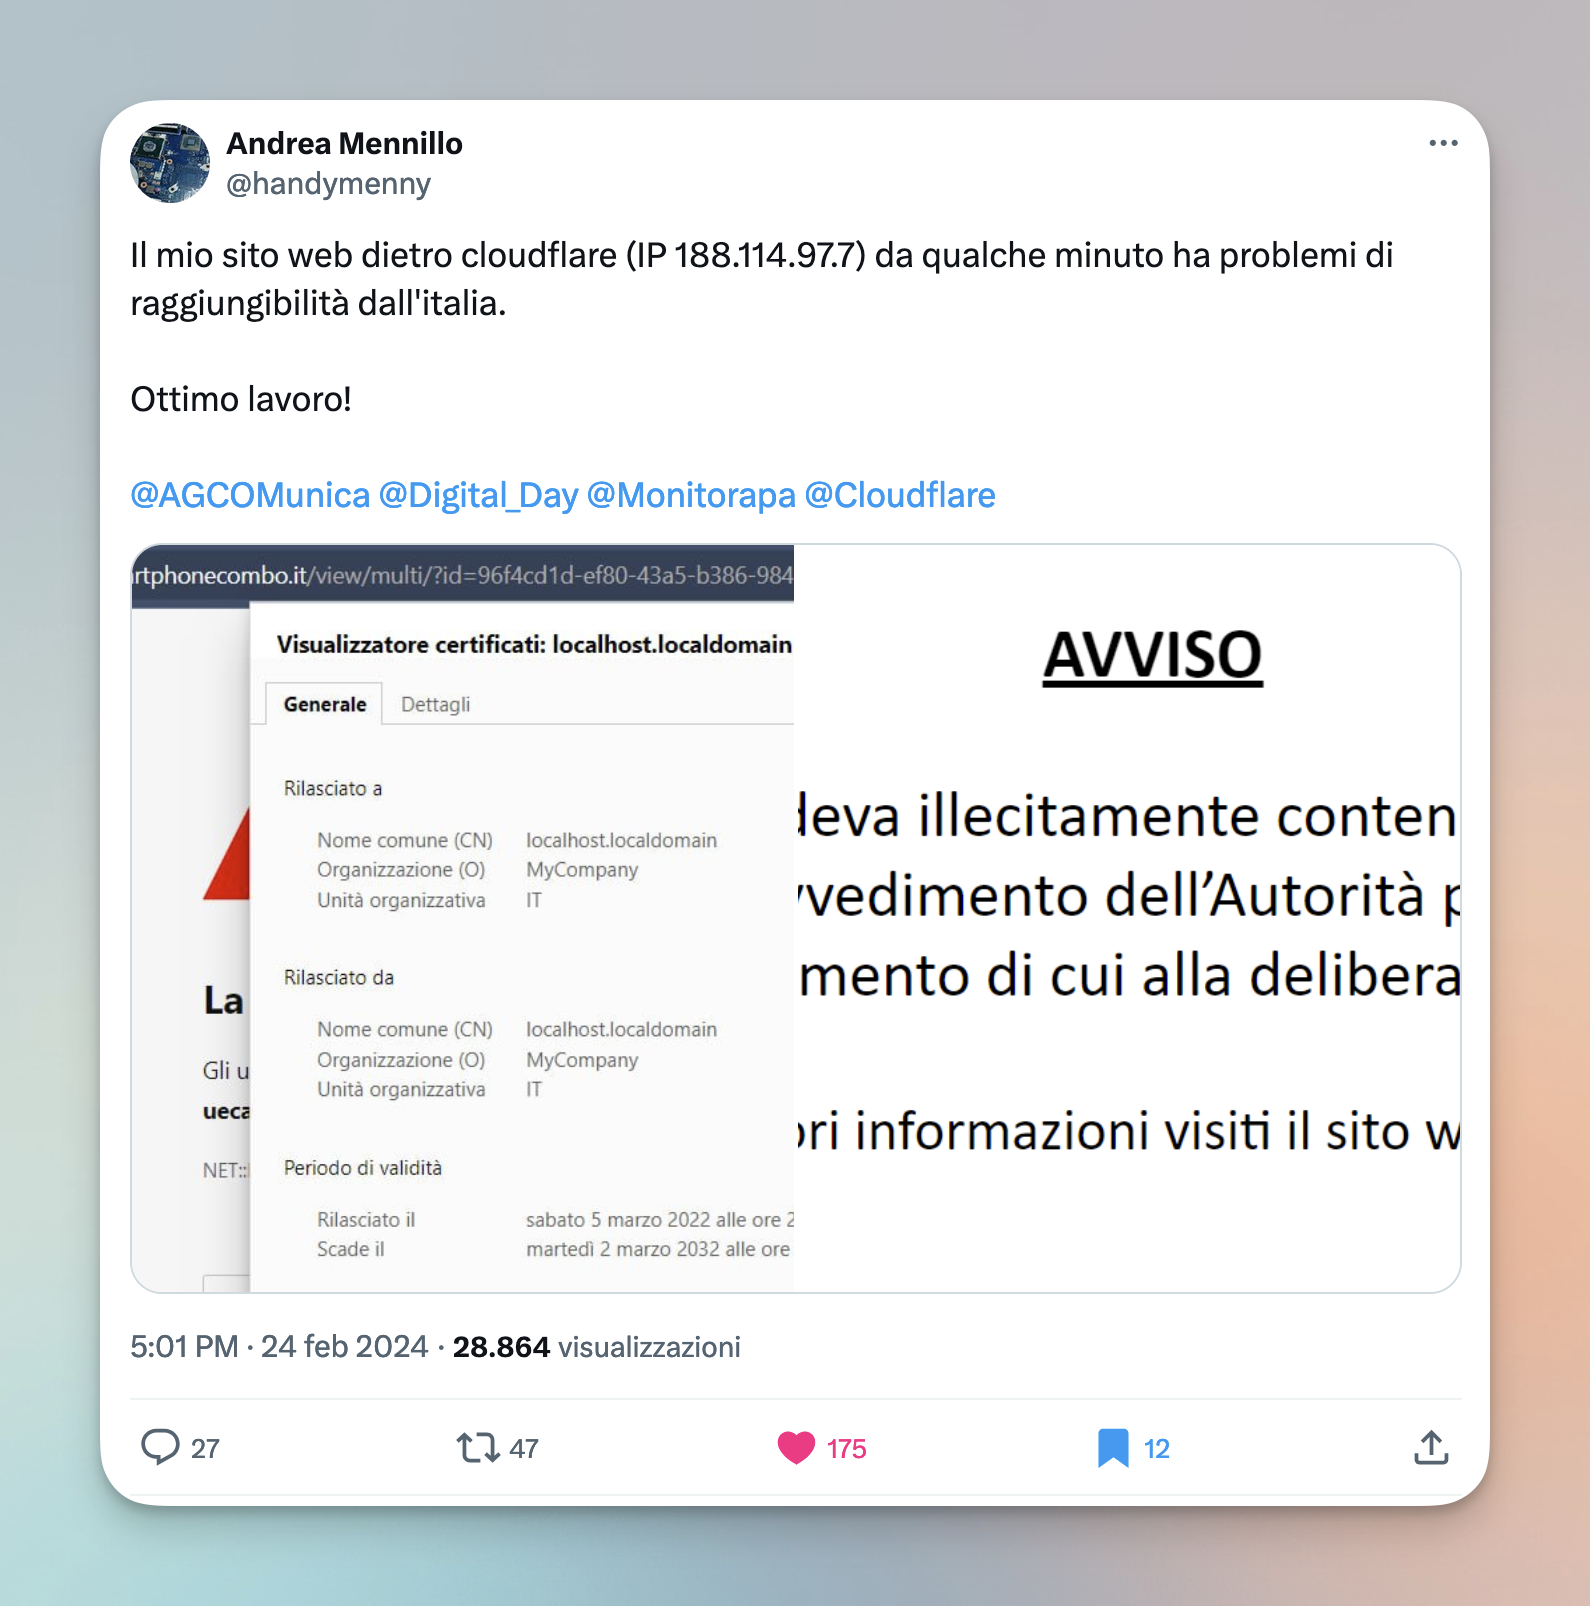 Andrea Mennillo
@handymenny
Il mio sito web dietro cloudflare (IP 188.114.97.7) da qualche minuto ha problemi di
raggiungibilità dall'italia.
Ottimo lavoro!
@AGCOMunica @Digital_Day @Monitorapa @Cloudflare
rtphonecombo.it/view/multi/?id=96f4cd1d-ef80-43a5-b386-984
Visualizzatore certificati: localhost.localdomain
Generale Dettagli
Rilasciato a
Nome comune (CN) localhost.localdomain
Organizzazione (O) MyCompany
Unità organizzativa IT
Rilasciato da
Nome comune (CN) localhost.localdomain
Organizzazione (O) MyCompany
Unità organizzativa IT
Periodo di validità
Rilasciato il sabato 5 marzo 2022 alle ore 2
Scade il martedì 2 marzo 2032 alle ore
La
Gli u
ueca
NET::
AVVISO
deva illecitamente conten
vvedimento dell’Autorità p
mento di cui alla delibera
ori informazioni visiti il sito w
5:01 PM · 24 feb 2024 · 28.864 visualizzazioni
27 47 175 12